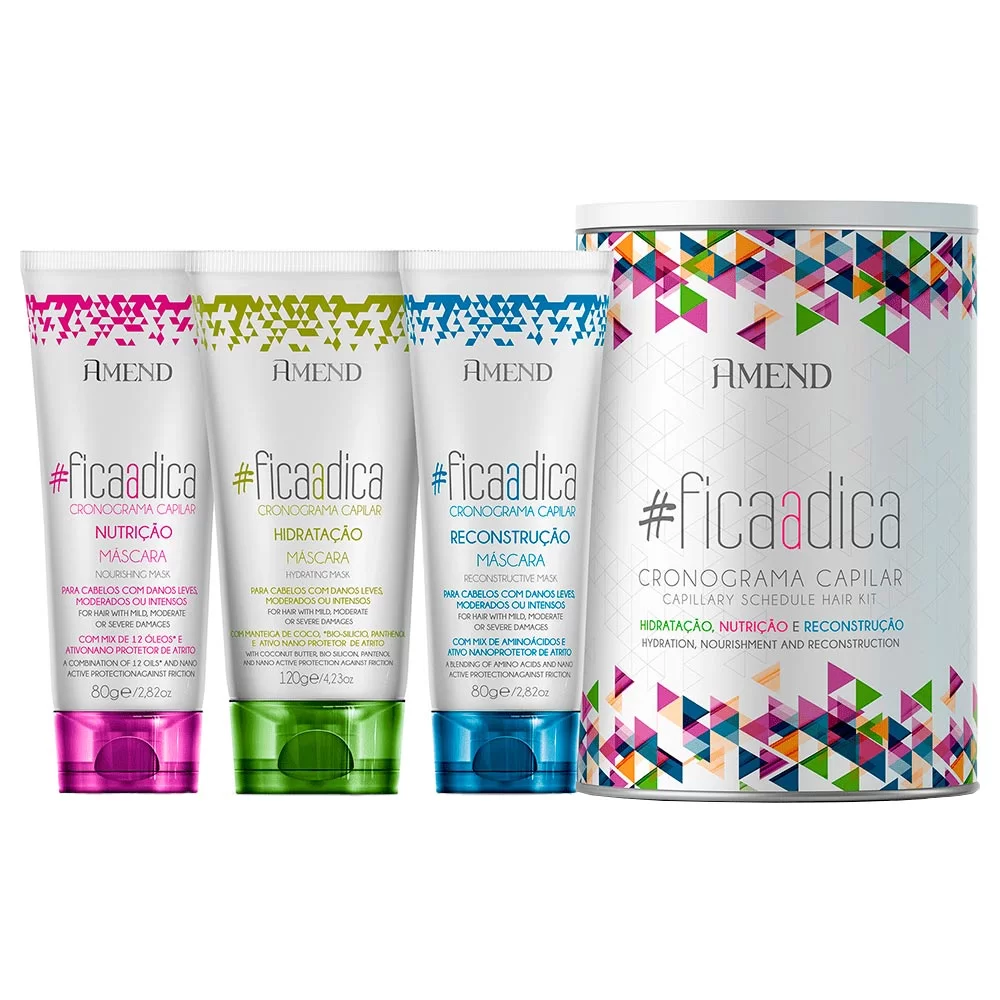 AMEND
#ficaadica
CRONOGRAMA CAPILAR
NUTRIÇÃO
MÁSCARA
NOURISHING MASK
PARA CABELOS COM DANOS LEVES,
MODERADOS OU INTENSOS
FOR HAIR WITH MILD, MODERATE
OR SEVERE DAMAGES
COM MIX DE 12 ÓLEOS* E
ATIVONANO PROTETOR DE ATRITO
A COMBINATION OF 12 OILS* AND NANO
ACTIVE PROTECTIONAGAINST FRICTION
80g e/2,82oz
AMEND
#ficaadica
CRONOGRAMA CAPILAR
HIDRATAÇÃO
MÁSCARA
HYDRATING MASK
PARA CABELOS COM DANOS LEVES,
MODERADOS OU INTENSOS
FOR HAIR WITH MILD, MODERATE
OR SEVERE DAMAGES
COM MANTEIGA DE COCO, *BIO-SILICIO, PANTHENOL
E ATIVO NANO PROTETOR DE ATRITO
WITH COCONUT BUTTER, BIO SILICON, PANTENOL
AND NANO ACTIVE PROTECTION AGAINST FRICTION
120g e/4,23oz
AMEND
#ficaadica
CRONOGRAMA CAPILAR
RECONSTRUÇÃO
MÁSCARA
RECONSTRUCTIVE MASK
PARA CABELOS COM DANOS LEVES,
MODERADOS OU INTENSOS
FOR HAIR WITH MILD, MODERATE
OR SEVERE DAMAGES
COM MIX DE AMINOÁCIDOS E
ATIVO NANOPROTETOR DE ATRITO
A BLENDING OF AMINO ACIDS AND NANO
ACTIVE PROTECTIONAGAINST FRICTION
80g e/2,82oz
AMEND
#ficaadica
CRONOGRAMA CAPILAR
CAPILLARY SCHEDULE HAIR KIT
HIDRATAÇÃO, NUTRIÇÃO E RECONSTRUÇÃO
HYDRATION, NOURISHMENT AND RECONSTRUCTION